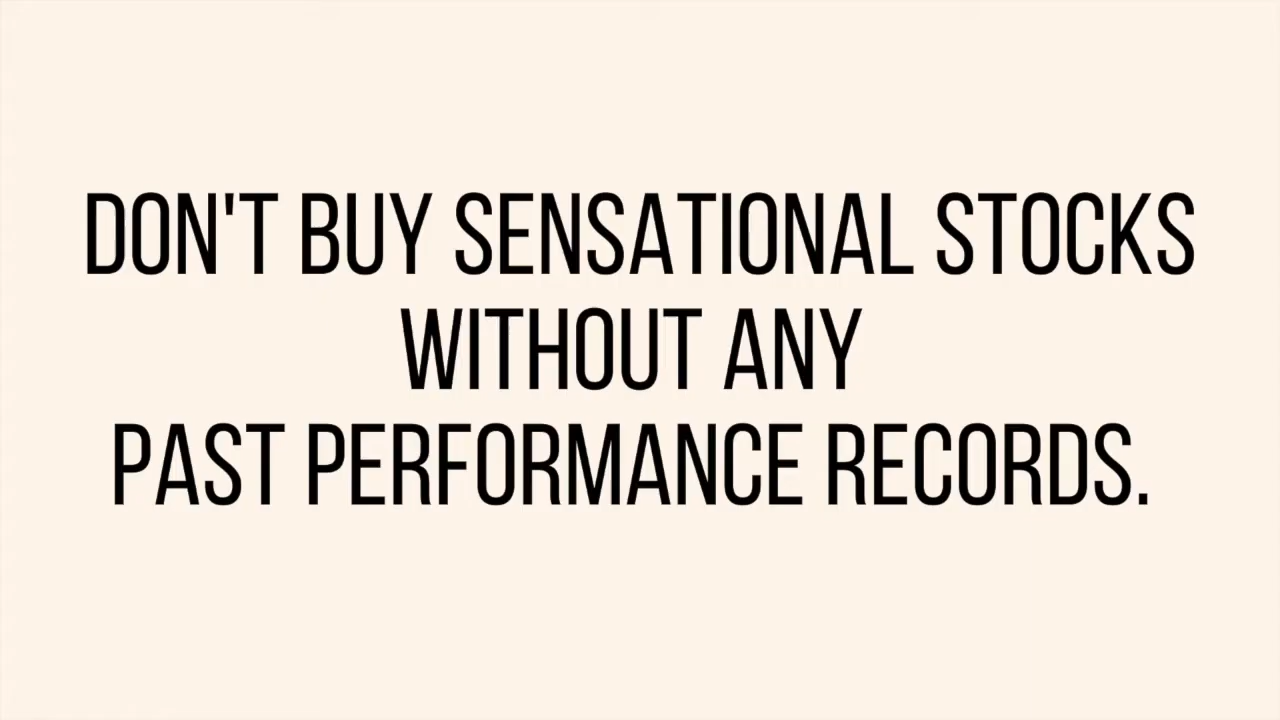 DON'T BUY SENSATIONAL STOCKS
WITHOUT ANY
PAST PERFORMANCE RECORDS.